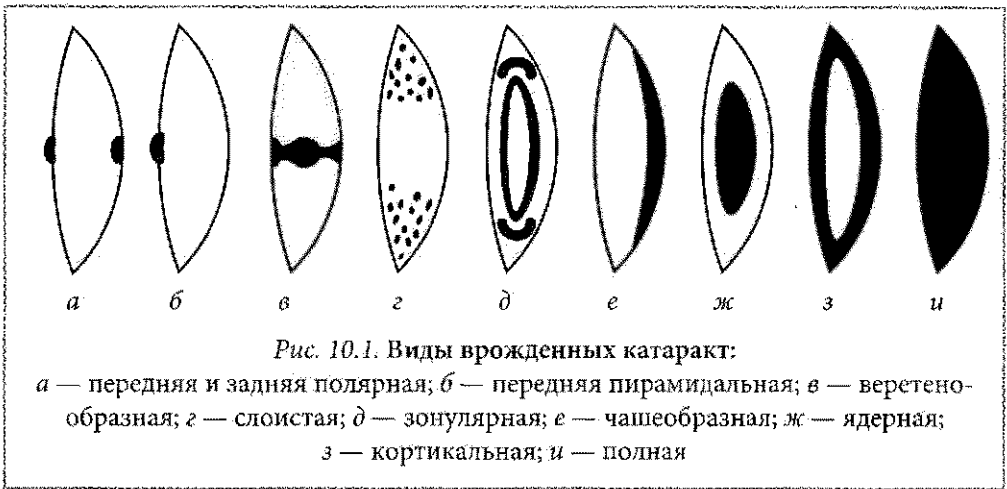 а б в г д е ж з и
Рис. 10.1. Виды врожденных катаракт:
а — передняя и задняя полярная; б — передняя пирамидальная; в — веретено-
образная; г — слоистая; д — зонулярная; е — чашеобразная; ж — ядерная;
з — кортикальная; и — полная